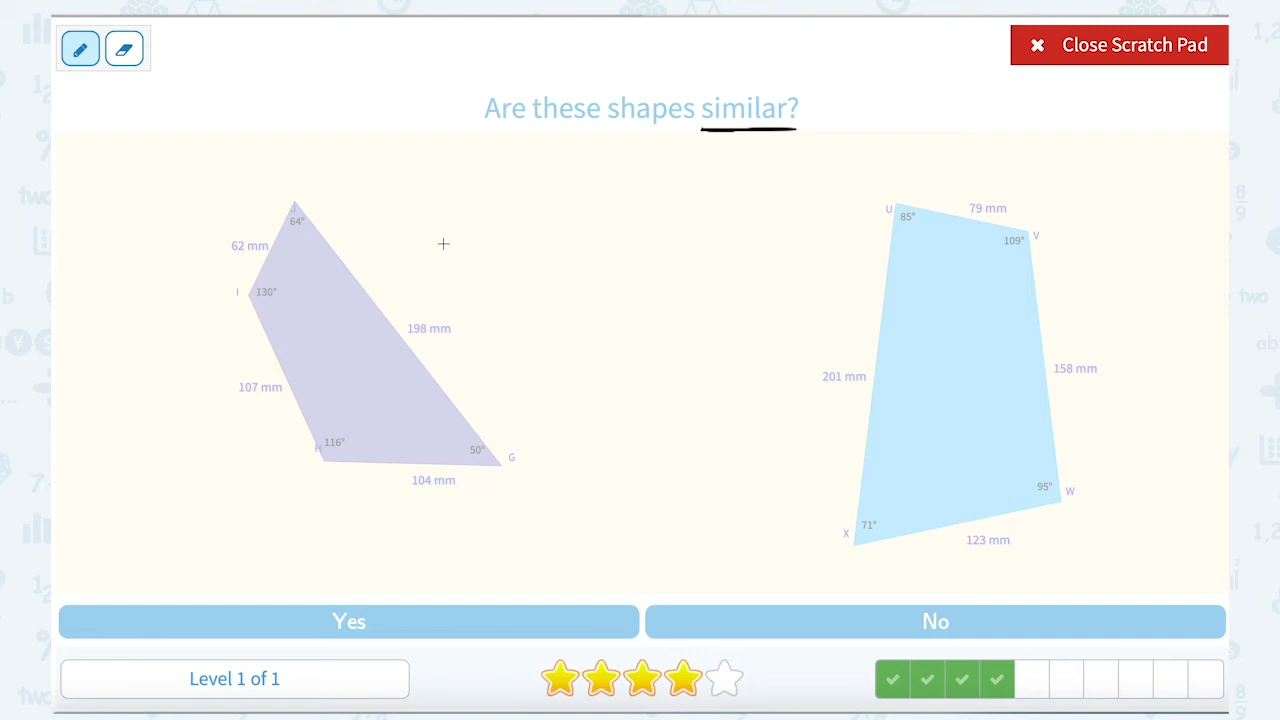 Close Scratch Pad
Are these shapes similar?
J
64°
62 mm
I
130°
198 mm
107 mm
H
116°
50°
G
104 mm
U
85°
79 mm
109°
V
201 mm
158 mm
95°
W
X
71°
123 mm
Yes
No
Level 1 of 1